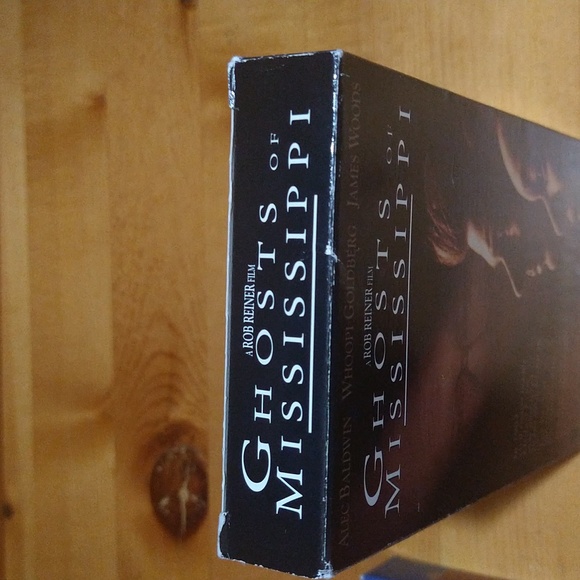 A ROB REINER FILM
GHOSTS OF
MISSISSIPPI
ALEC BALDWIN WHOOPI GOLDBERG JAMES WOODS
A ROB REINER FILM
GHOSTS OF
MISSISSIPPI